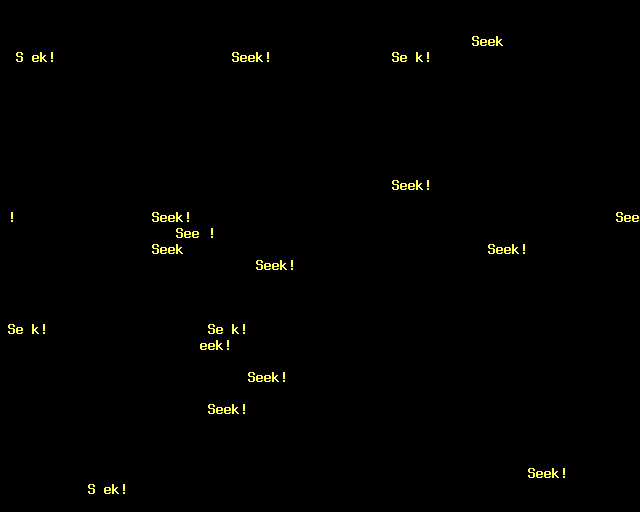 Seek
S ek! Seek! Se k!
Seek!
! Seek! See
See !
Seek Seek!
Seek!
Se k! Se k!
eek!
Seek!
Seek!
Seek!
S ek!